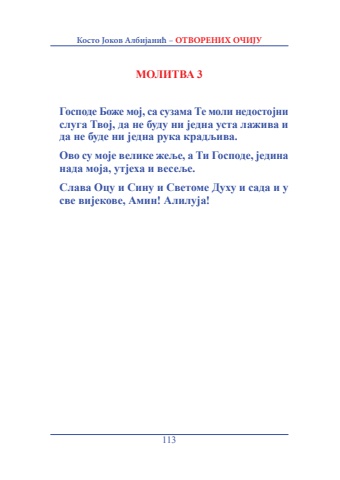 Косто Јоков Албијанић – ОТВОРЕНИХ ОЧИЈУ
МОЛИТВА 3
Господе Боже мој, са сузама Те моли недостојни
слуга Твој, да не буду ни једна уста лажива и
да не буде ни једна рука крадљива.
Ово су моје велике жеље, а Ти Господе, једина
нада моја, утјеха и весеље.
Слава Оцу и Сину и Светоме Духу и сада и у
све вијекове, Амин! Алилуја!
113